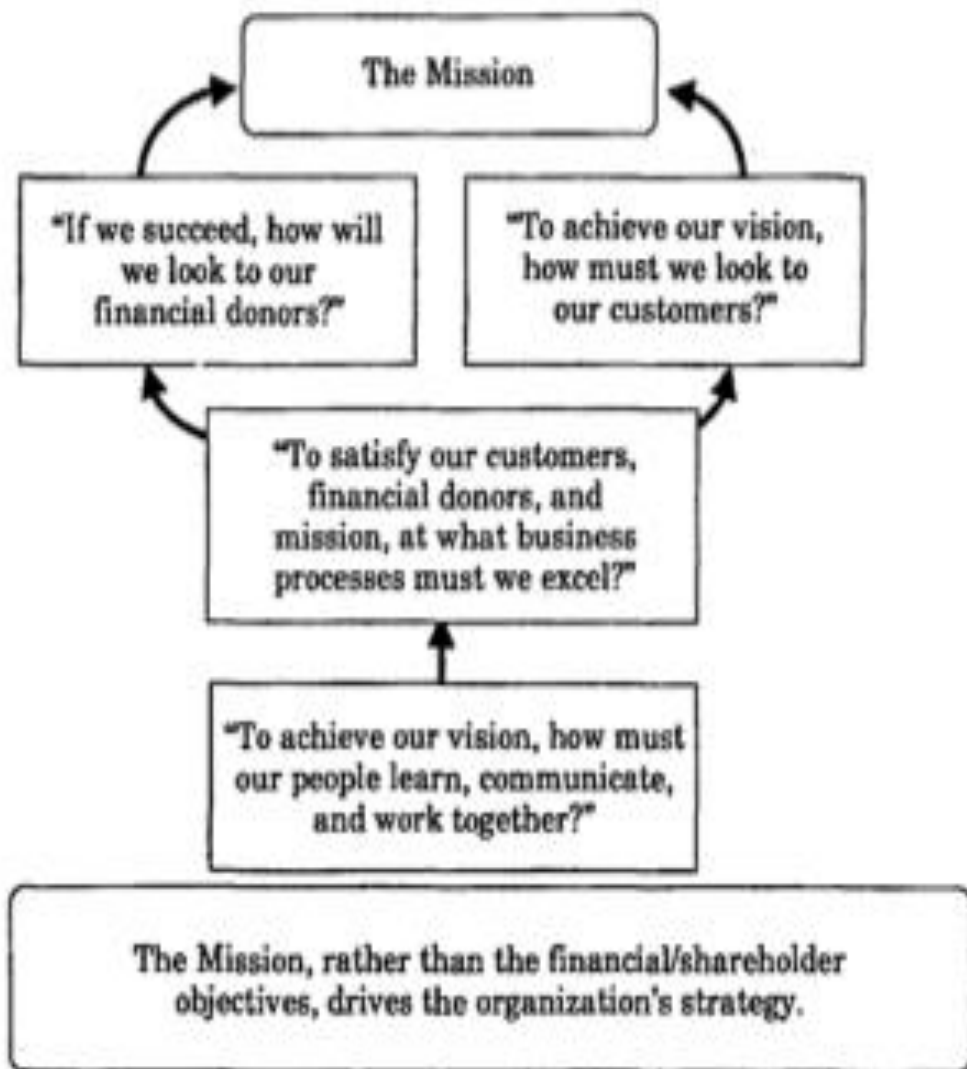 The Mission
“If we succeed, how will
we look to our
financial donors?”
“To achieve our vision,
how must we look to
our customers?”
“To satisfy our customers,
financial donors, and
mission, at what business
processes must we excel?”
“To achieve our vision, how must
our people learn, communicate,
and work together?”
The Mission, rather than the financial/shareholder
objectives, drives the organization’s strategy.